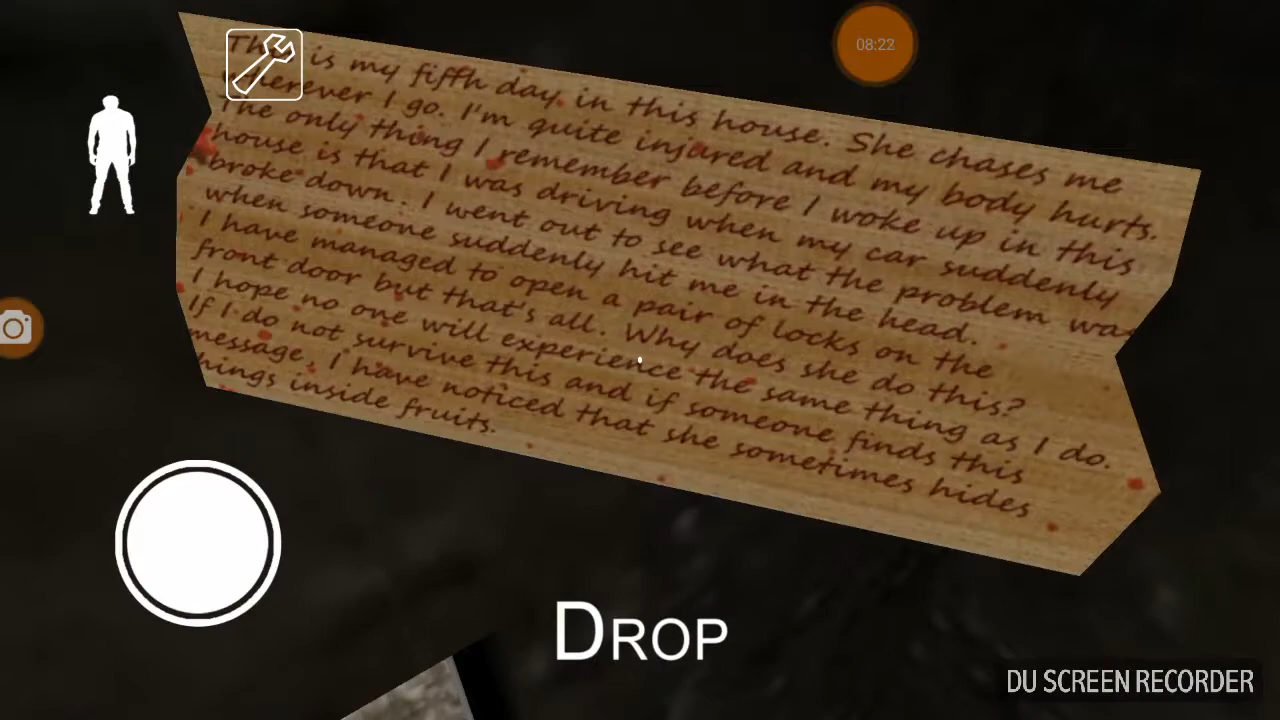 08:22
This is my fifth day in this house. She chases me
wherever I go. I'm quite injured and my body hurts.
The only thing I remember before I woke up in this
house is that I was driving when my car suddenly
broke down. I went out to see what the problem was
when someone suddenly hit me in the head.
I have managed to open a pair of locks on the
front door but that's all. Why does she do this?
I hope no one will experience the same thing as I do.
If I do not survive this and if someone finds this
message. I have noticed that she sometimes hides
things inside fruits.
DROP
DU SCREEN RECORDER